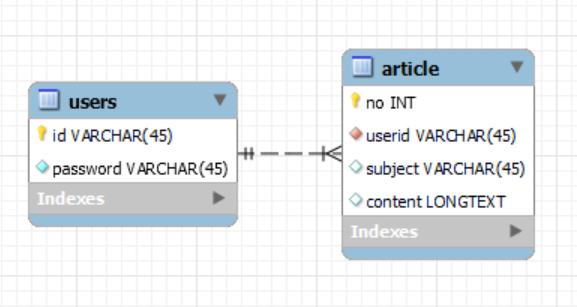 users
id VARCHAR(45)
password VARCHAR(45)
Indexes
article
no INT
userid VARCHAR(45)
subject VARCHAR(45)
content LONGTEXT
Indexes